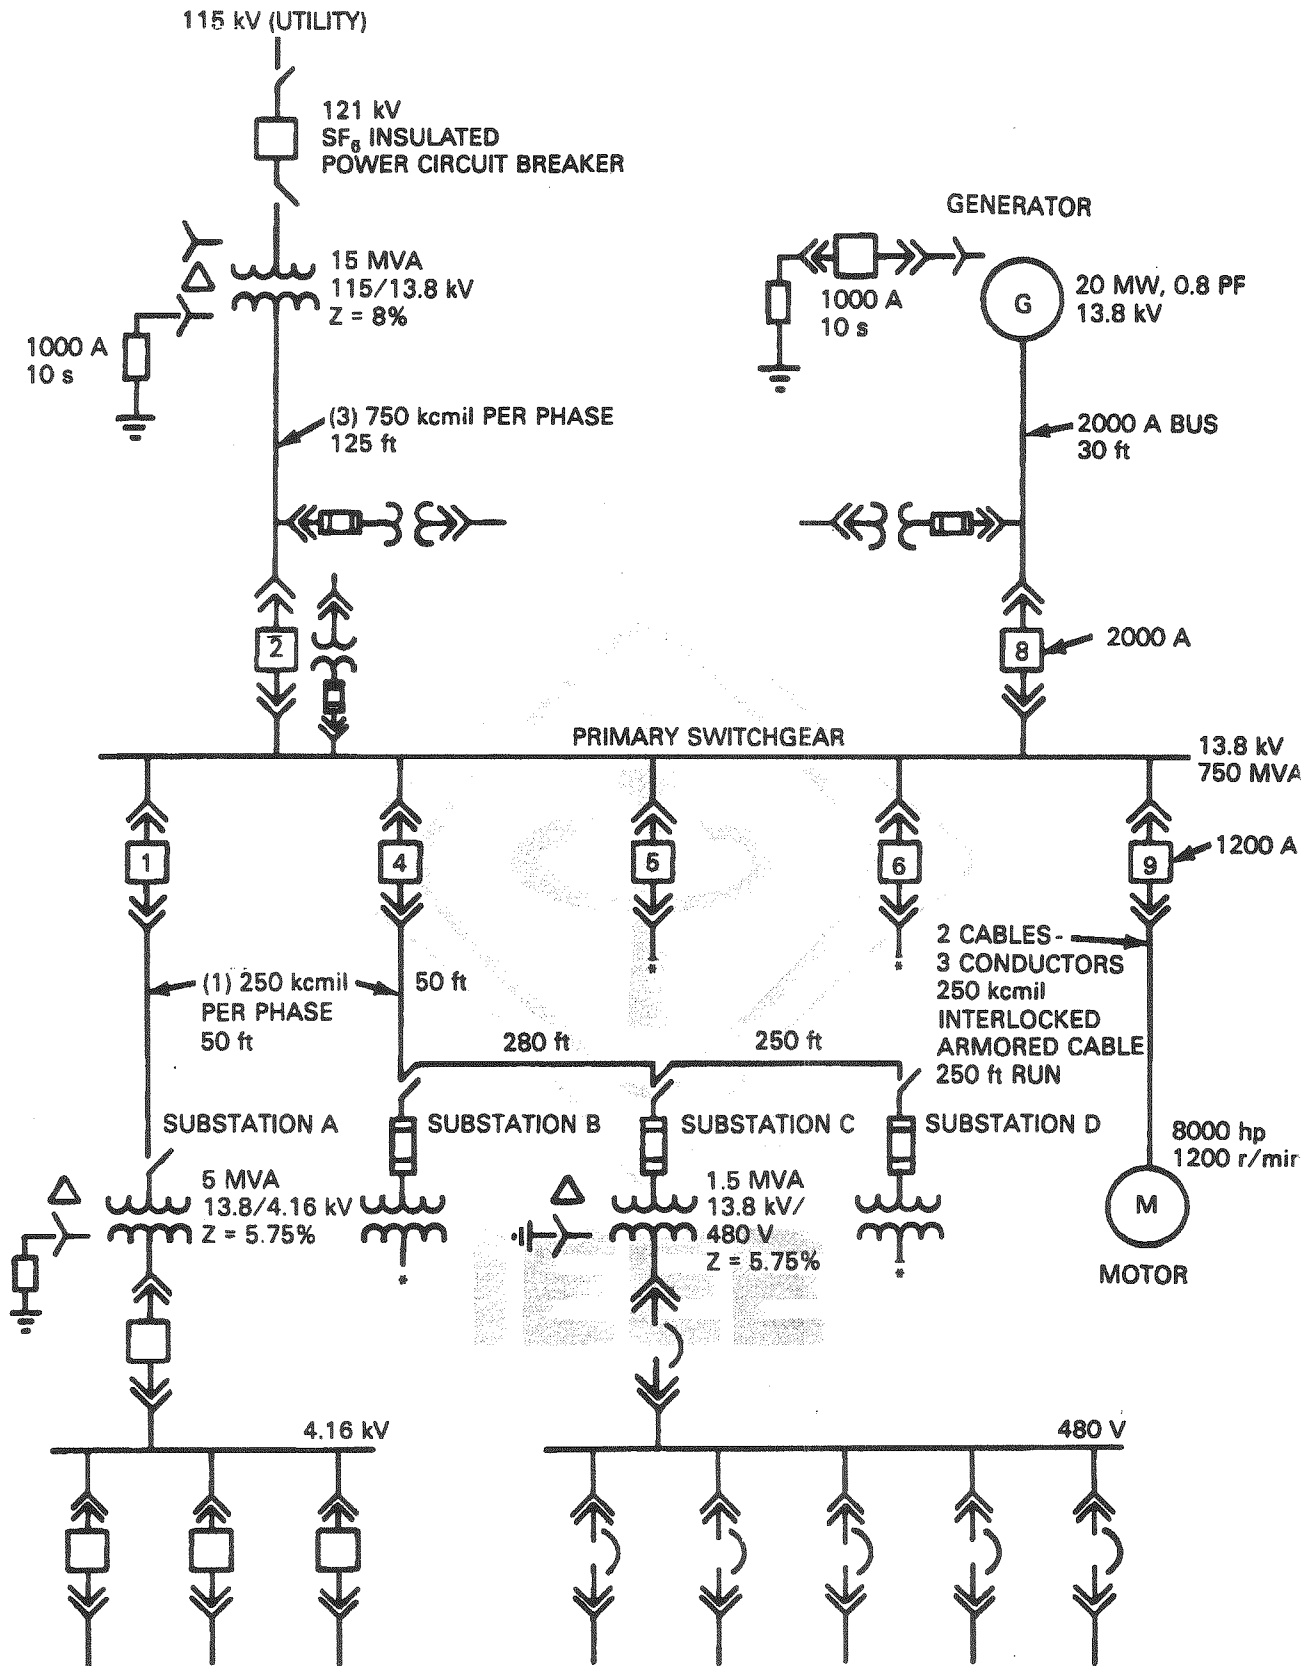 115 kV (UTILITY)
121 kV
SF6 INSULATED
POWER CIRCUIT BREAKER
15 MVA
115/13.8 kV
Z = 8%
1000 A
10 s
(3) 750 kcmil PER PHASE
125 ft
GENERATOR
G
20 MW, 0.8 PF
13.8 kV
1000 A
10 s
2000 A BUS
30 ft
2
8
2000 A
PRIMARY SWITCHGEAR
13.8 kV
750 MVA
1
4
5
6
9
1200 A
*
*
(1) 250 kcmil
PER PHASE
50 ft
50 ft
280 ft
250 ft
2 CABLES-
3 CONDUCTORS
250 kcmil
INTERLOCKED
ARMORED CABLE
250 ft RUN
SUBSTATION A
SUBSTATION B
SUBSTATION C
SUBSTATION D
5 MVA
13.8/4.16 kV
Z = 5.75%
1.5 MVA
13.8 kV/
480 V
Z = 5.75%
*
*
8000 hp
1200 r/mir
M
MOTOR
IEEE
4.16 kV
480 V